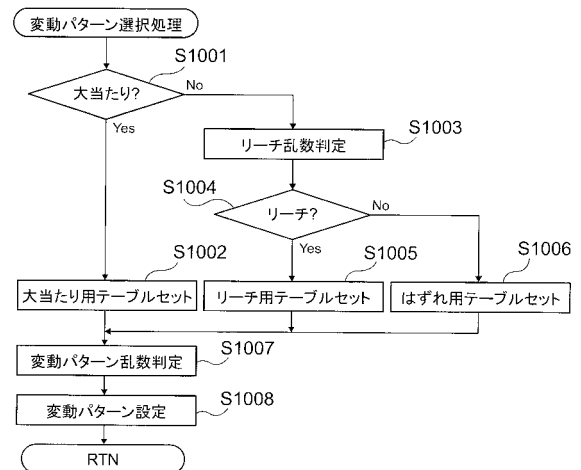 変動パターン選択処理
S1001
大当たり?
No
Yes
S1003
リーチ乱数判定
S1004
リーチ?
No
Yes
S1002
大当たり用テーブルセット
S1005
リーチ用テーブルセット
S1006
はずれ用テーブルセット
S1007
変動パターン乱数判定
S1008
変動パターン設定
RTN